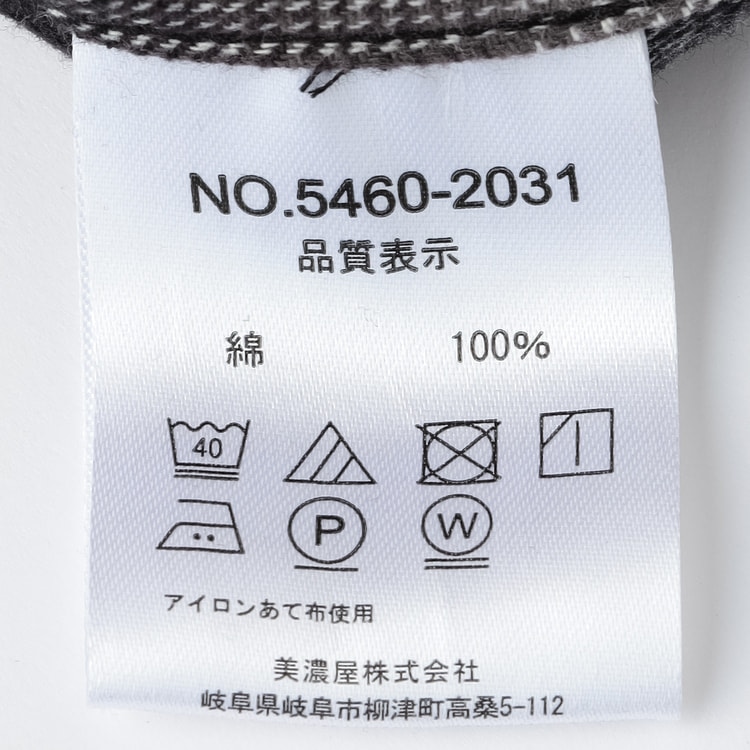 NO.5460-2031
品質表示
綿 100%
40
P W
アイロンあて布使用
美濃屋株式会社
岐阜県岐阜市柳津町高桑5-112